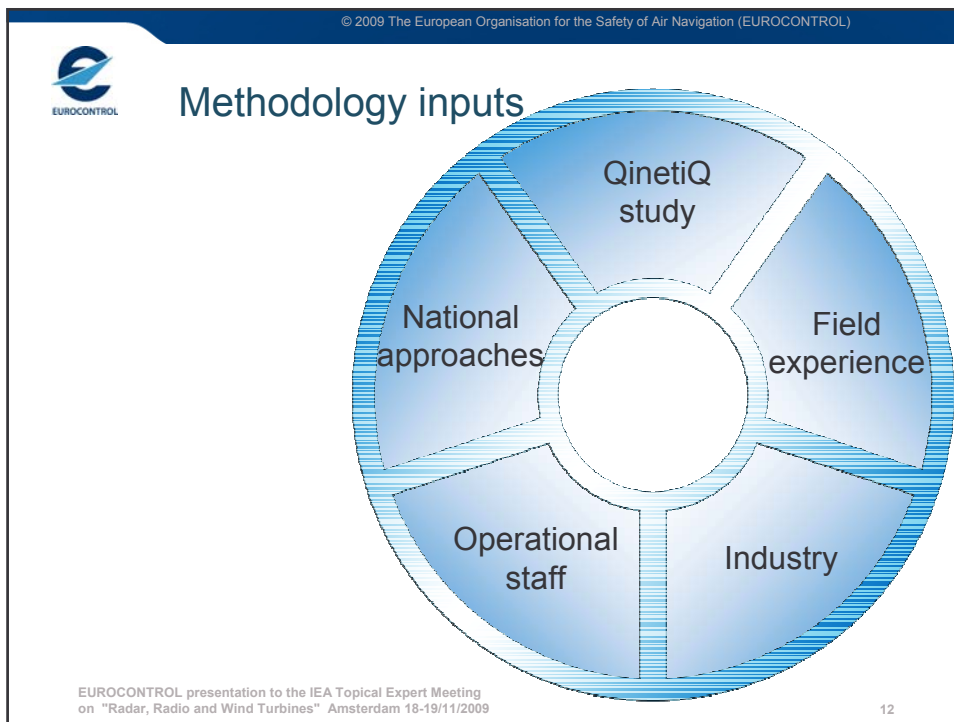 © 2009 The European Organisation for the Safety of Air Navigation (EUROCONTROL)
EUROCONTROL
Methodology inputs
QinetiQ
study
Field
experience
Industry
Operational
staff
National
approaches
EUROCONTROL presentation to the IEA Topical Expert Meeting
on "Radar, Radio and Wind Turbines" Amsterdam 18-19/11/2009
12